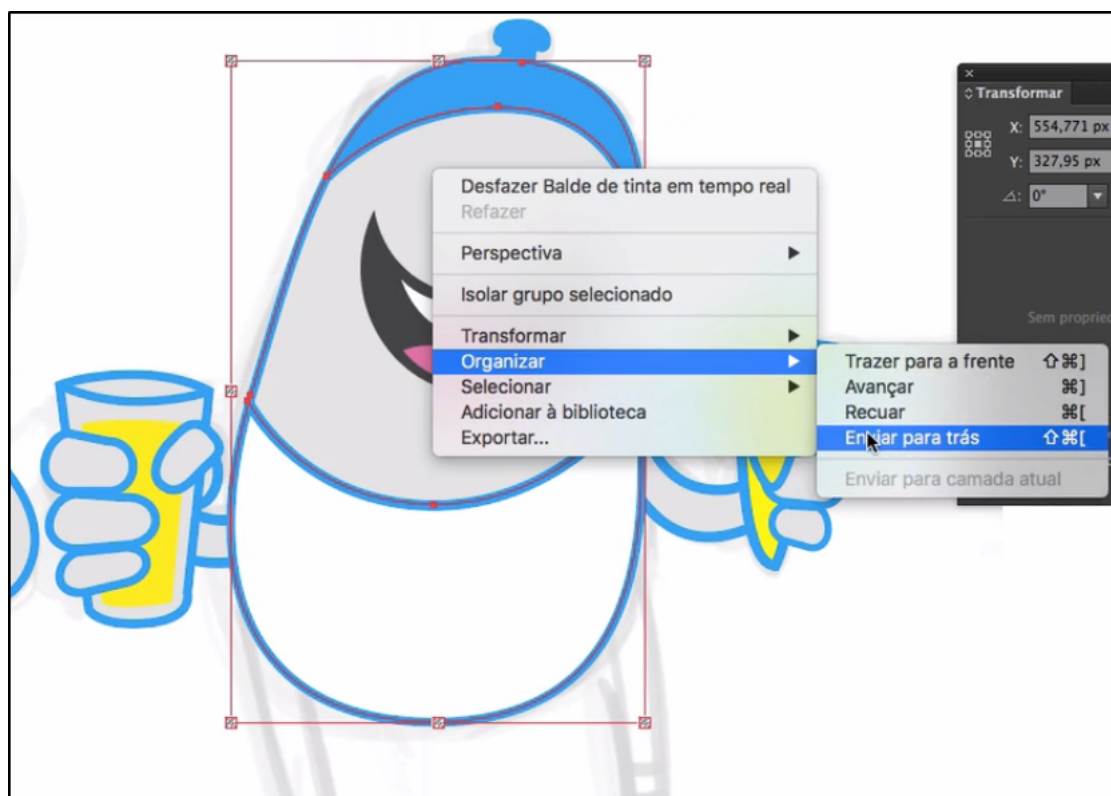 Transformar
X: 554,771 px
Y: 327,95 px
0°
Desfazer Balde de tinta em tempo real
Refazer
Perspectiva
Isolar grupo selecionado
Sem propried
Transformar
Organizar
Selecionar
Adicionar à biblioteca
Exportar...
Trazer para a frente ⇧⌘]
Avançar ⌘]
Recuar ⌘[
Enviar para trás ⇧⌘[
Enviar para camada atual